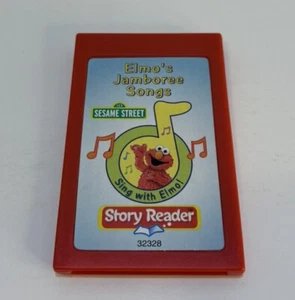 Elmo's
Jamboree
Songs
SESAME STREET
Sing with Elmo!
Story Reader
32328